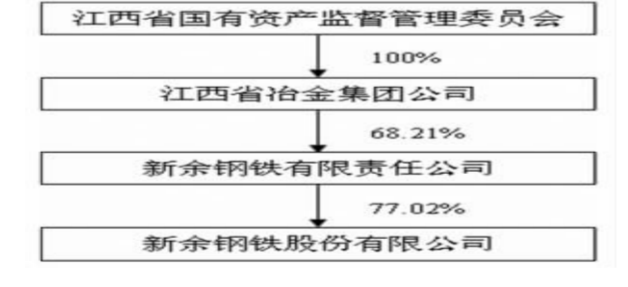 江西省国有资产监督管理委员会
100%
江西省冶金集团公司
68.21%
新余钢铁有限责任公司
77.02%
新余钢铁股份有限公司